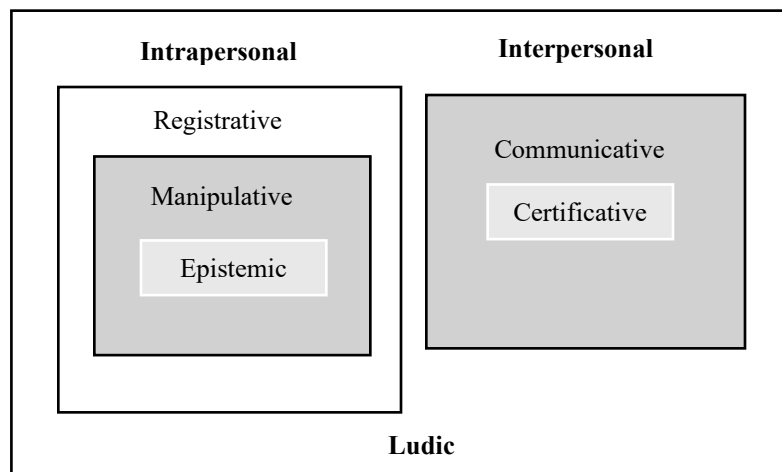 Intrapersonal
Interpersonal
Registrative
Manipulative
Epistemic
Communicative
Certificative
Ludic